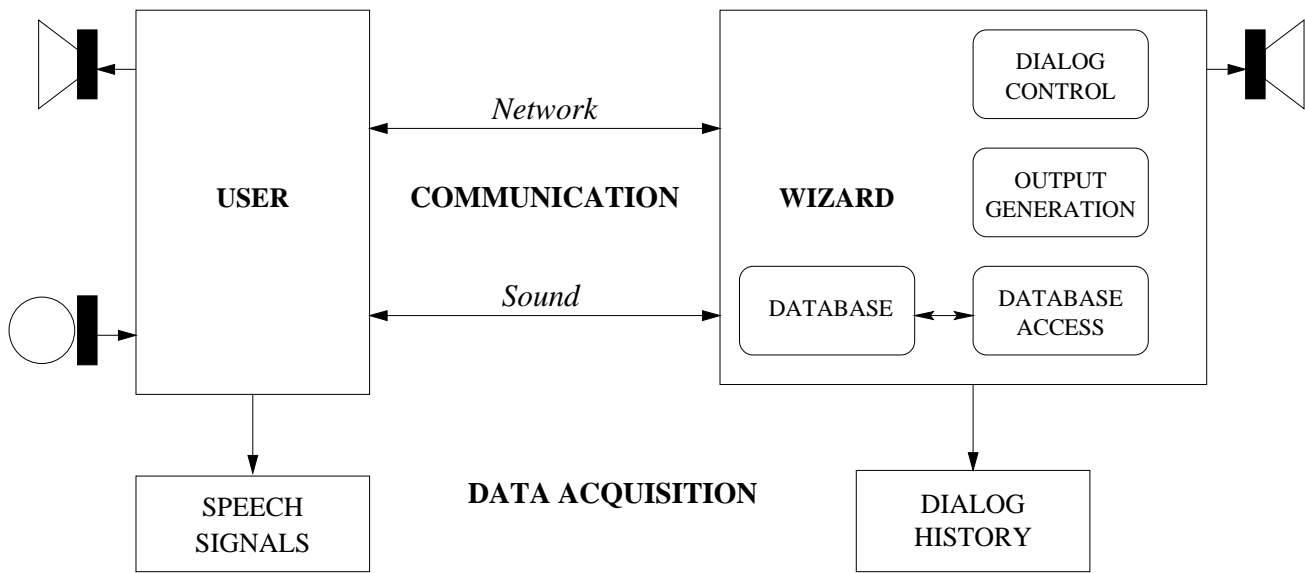 DIALOG
CONTROL
Network
USER
COMMUNICATION
WIZARD
OUTPUT
GENERATION
Sound
DATABASE
DATABASE
ACCESS
SPEECH
SIGNALS
DATA ACQUISITION
DIALOG
HISTORY